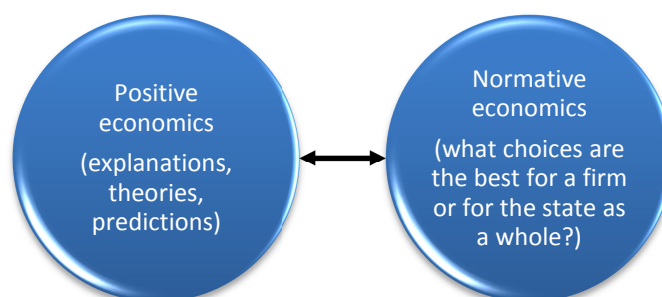 Positive
economics
(explanations,
theories,
predictions)
Normative
economics
(what choices are
the best for a firm
or for the state as
a whole?)